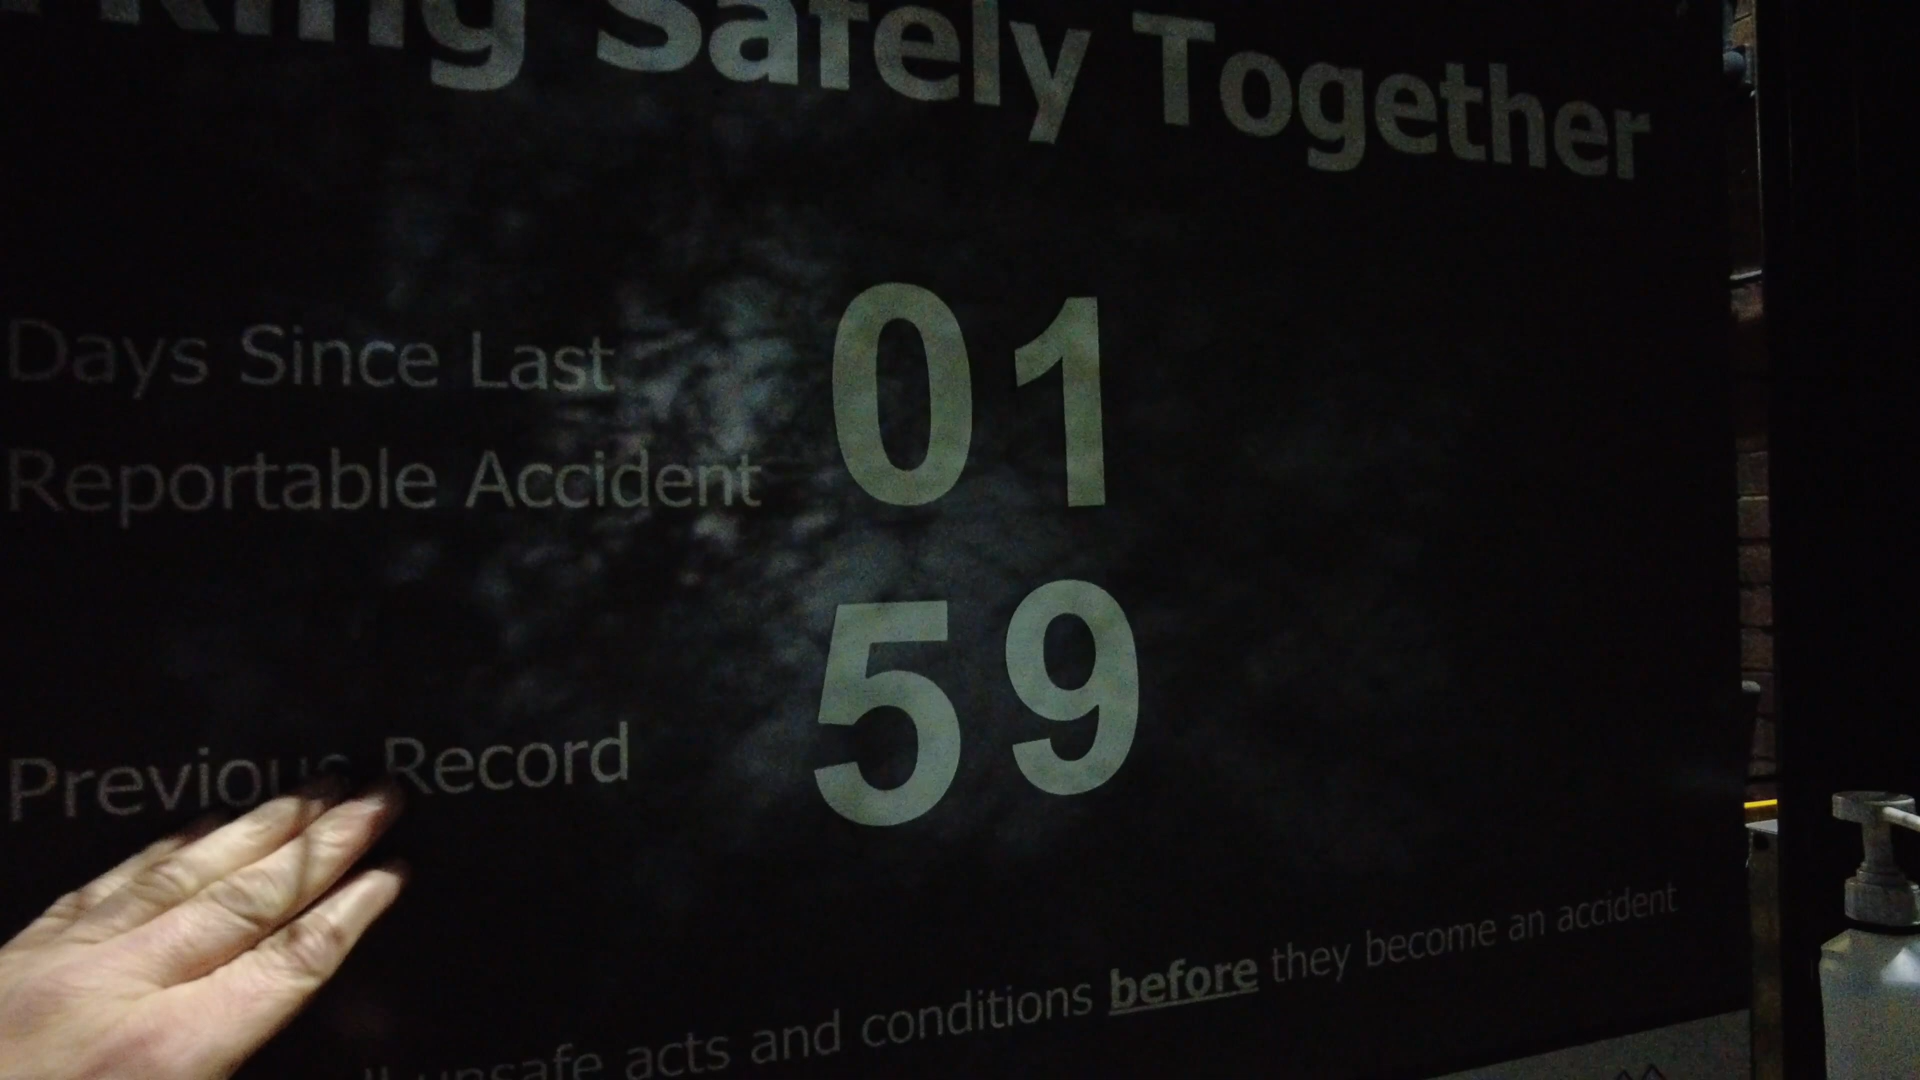 Safely Together
Days Since Last 01
Reportable Accident
Previous Record 59
unsafe acts and conditions before they become an accident